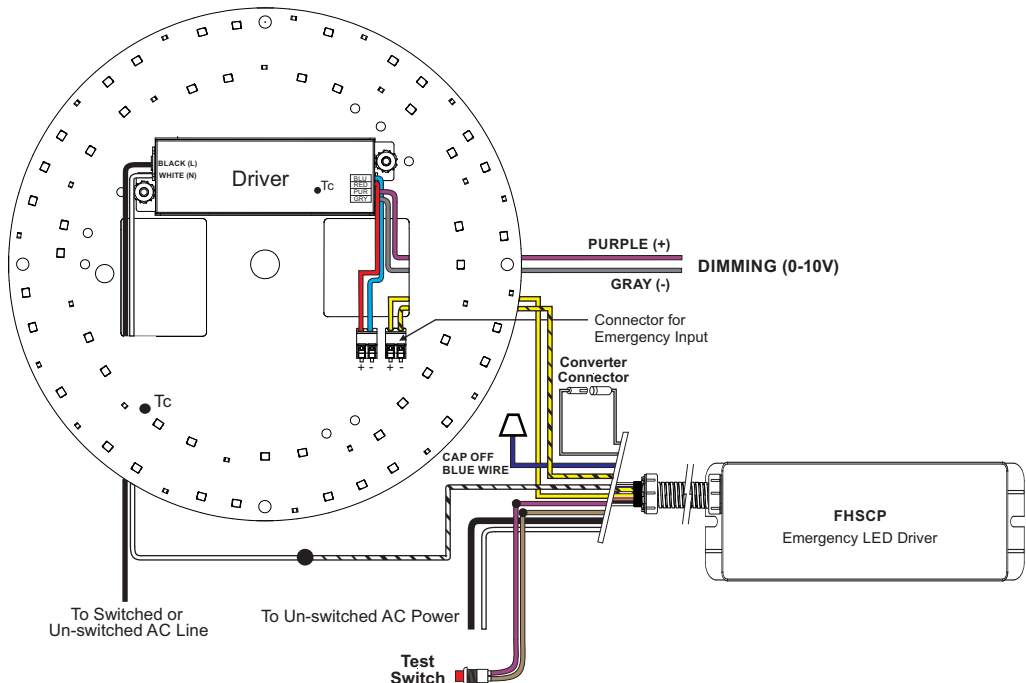 BLACK (L)
WHITE (N)
Driver
Tc
BLU
RED
PUR
GRY
PURPLE (+)
DIMMING (0-10V)
GRAY (-)
Connector for
Emergency Input
+ - + -
Converter
Connector
Tc
CAP OFF
BLUE WIRE
FHSCP
Emergency LED Driver
To Switched or
Un-switched AC Line
To Un-switched AC Power
Test
Switch